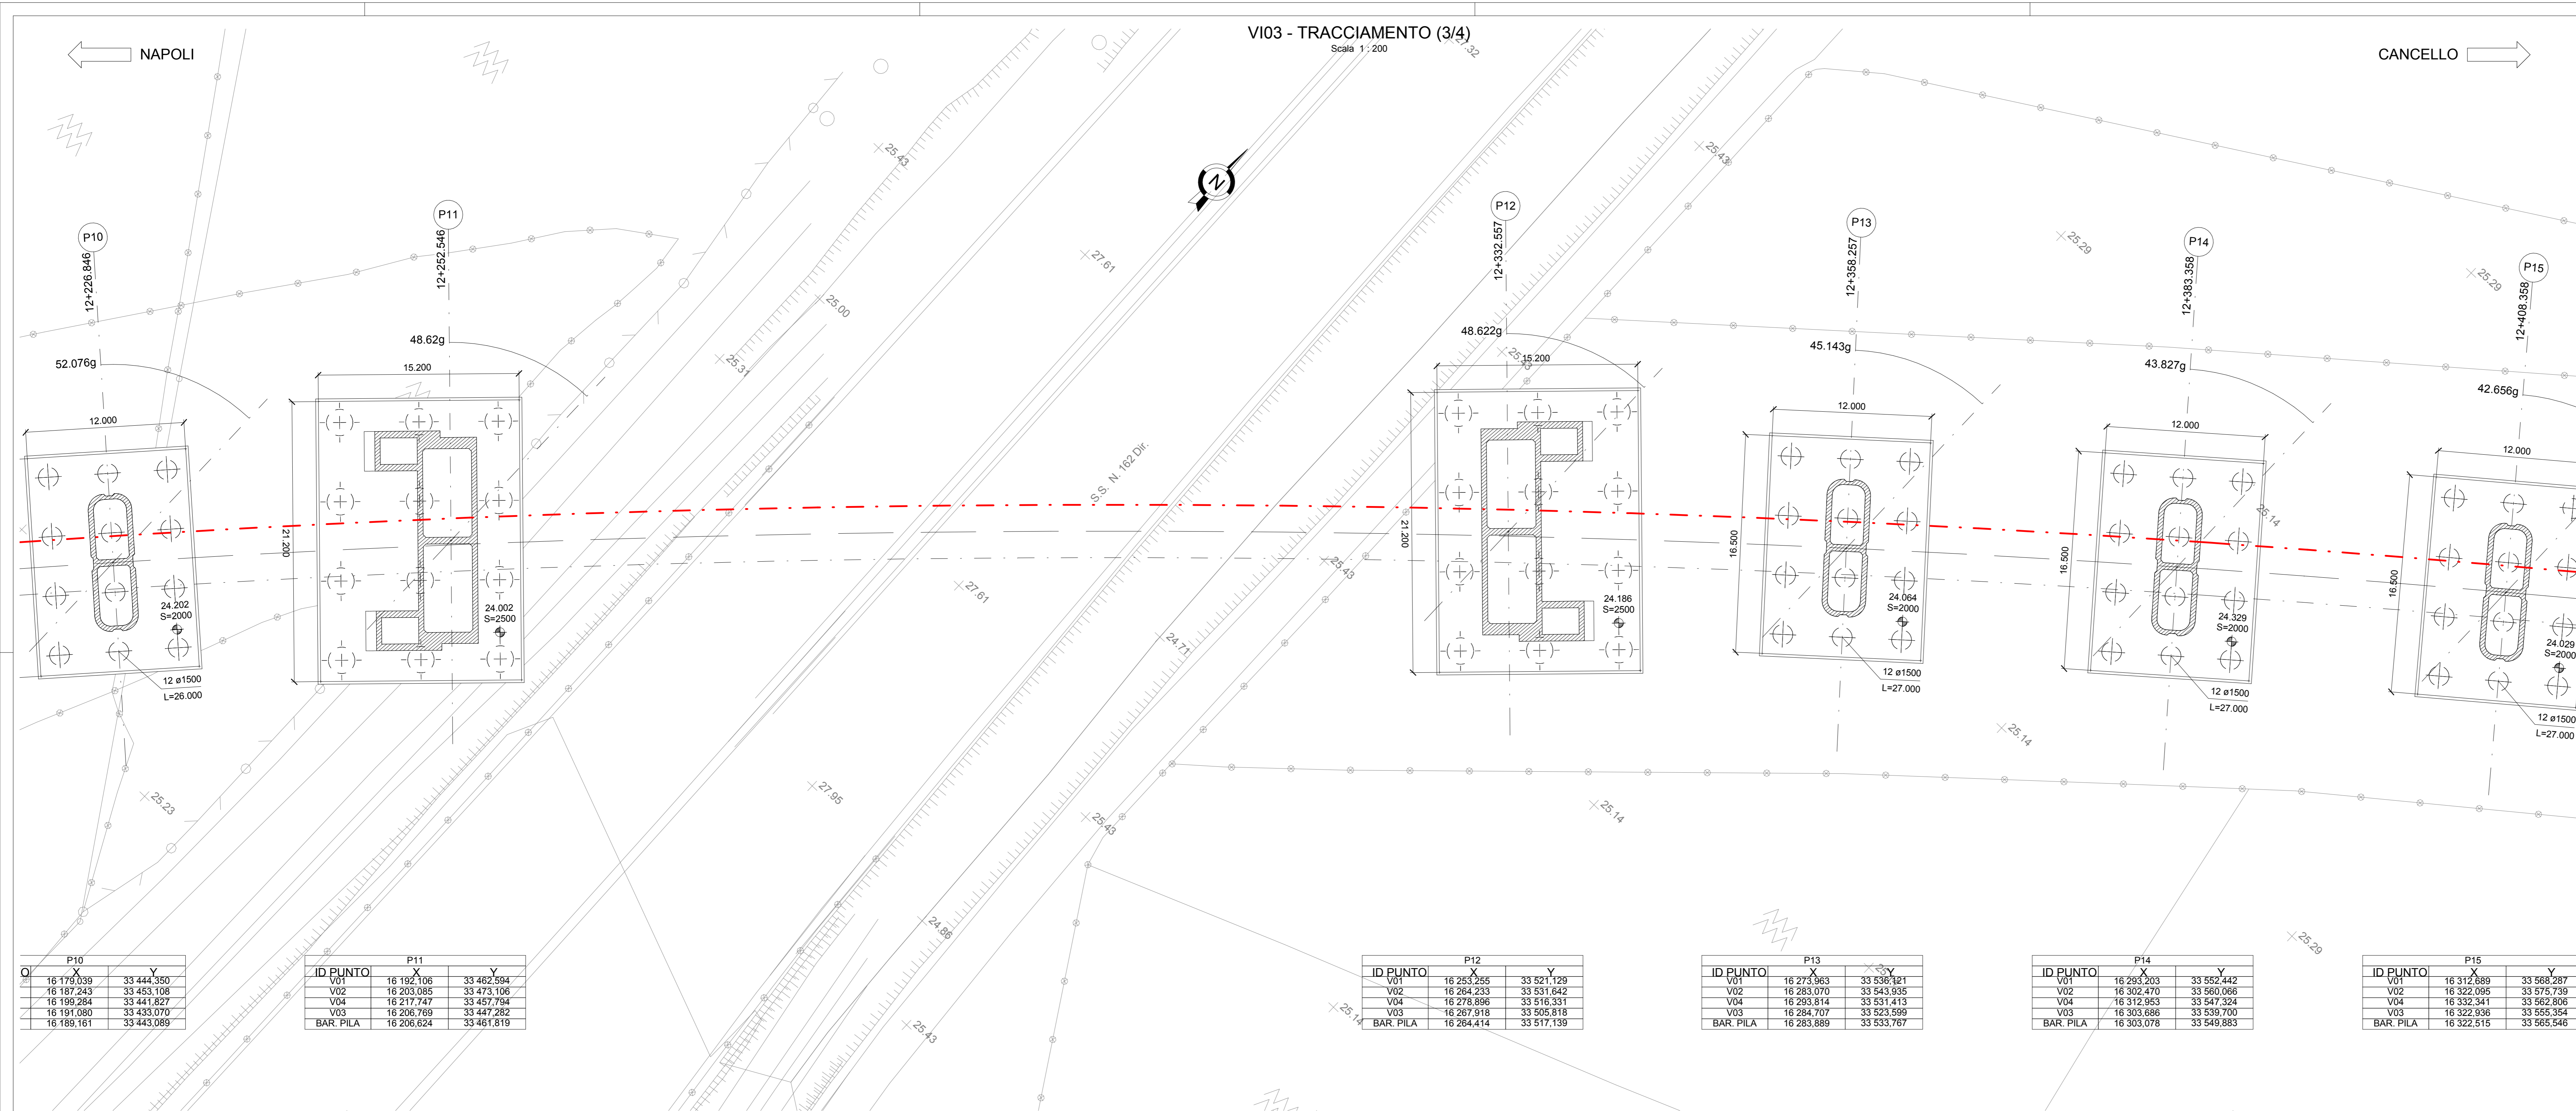 VI03 - TRACCIAMENTO (3/4)
Scala 1 : 200
NAPOLI
CANCELLO
N
27.32
25.43
25.43
27.61
25.00
25.31
25.43
25.29
25.29
S.S. N. 162 Dir.
P10
12+226.846
52.076g
12.000
24.202
S=2000
12 ø1500
L=26.000
P11
12+252.546
48.62g
15.200
21.200
24.002
S=2500
P12
12+332.557
48.622g
15.200
21.200
24.186
S=2500
P13
12+358.257
45.143g
12.000
16.500
24.064
S=2000
12 ø1500
L=27.000
P14
12+383.358
43.827g
12.000
16.500
24.329
S=2000
12 ø1500
L=27.000
P15
12+408.358
42.656g
12.000
16.500
24.029
S=2000
12 ø1500
L=27.000
25.14
25.43
27.61
24.71
25.14
25.23
27.95
25.43
25.14
24.86
25.29
25.14
25.43
P10
O X Y
16 179,039 33 444,350
16 187,243 33 453,108
16 199,284 33 441,827
16 191,080 33 433,070
16 189,161 33 443,089
P11
ID PUNTO X Y
V01 16 192,106 33 462,594
V02 16 203,085 33 473,106
V04 16 217,747 33 457,794
V03 16 206,769 33 447,282
BAR. PILA 16 206,624 33 461,819
P12
ID PUNTO X Y
V01 16 253,255 33 521,129
V02 16 264,233 33 531,642
V04 16 278,896 33 516,331
V03 16 267,918 33 505,818
BAR. PILA 16 264,414 33 517,139
P13
ID PUNTO X Y
V01 16 273,963
V02 16 283,070 33 543,935
V04 16 293,814 33 531,413
V03 16 284,707 33 523,599
BAR. PILA 16 283,889 33 533,767
P14
ID PUNTO X Y
V01 16 293,203 33 552,442
V02 16 302,470 33 560,066
V04 16 312,953 33 547,324
V03 16 303,686 33 539,700
BAR. PILA 16 303,078 33 549,883
P15
ID PUNTO X Y
V01 16 312,689 33 568,287
V02 16 322,095 33 575,739
V04 16 332,341 33 562,806
V03 16 322,936 33 555,354
BAR. PILA 16 322,515 33 565,546